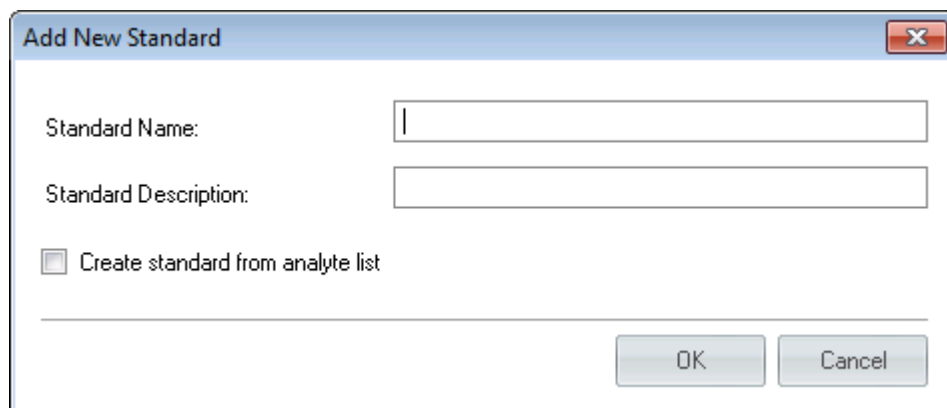 Add New Standard
Standard Name:
Standard Description:
Create standard from analyte list
OK
Cancel